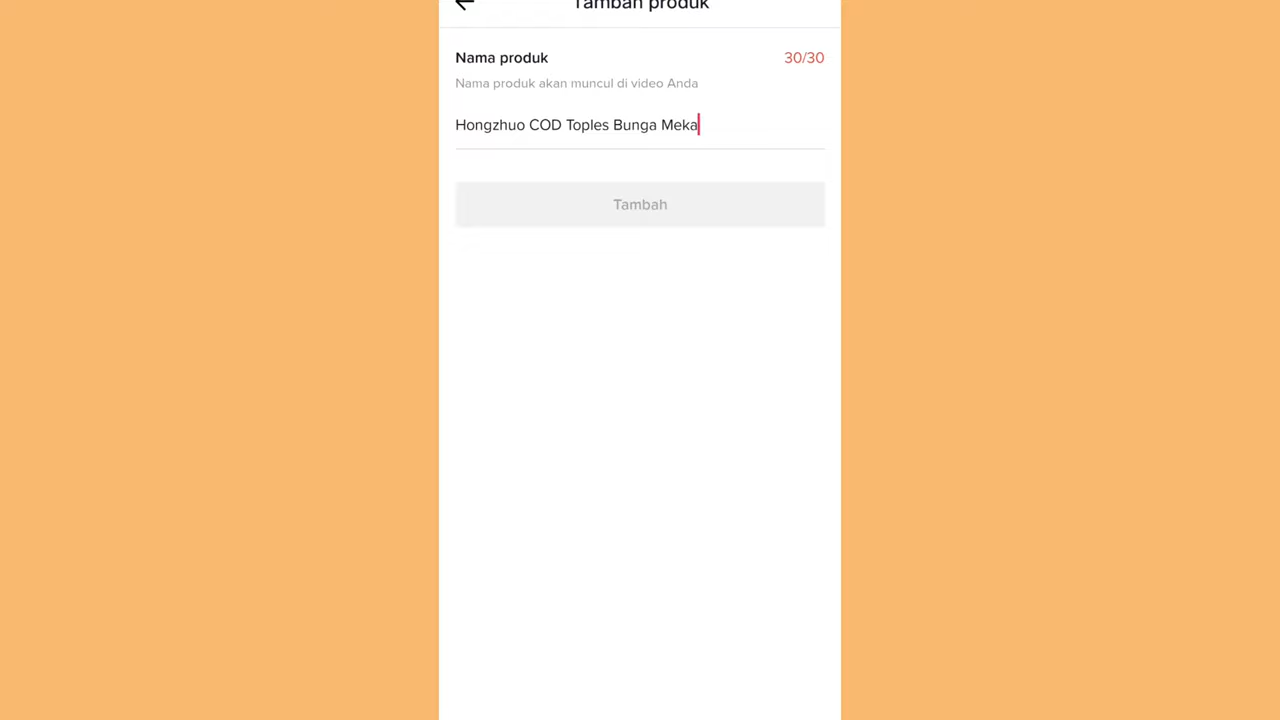 Tambah produk
Nama produk
30/30
Nama produk akan muncul di video Anda
Hongzhuo COD Toples Bunga Meka
Tambah